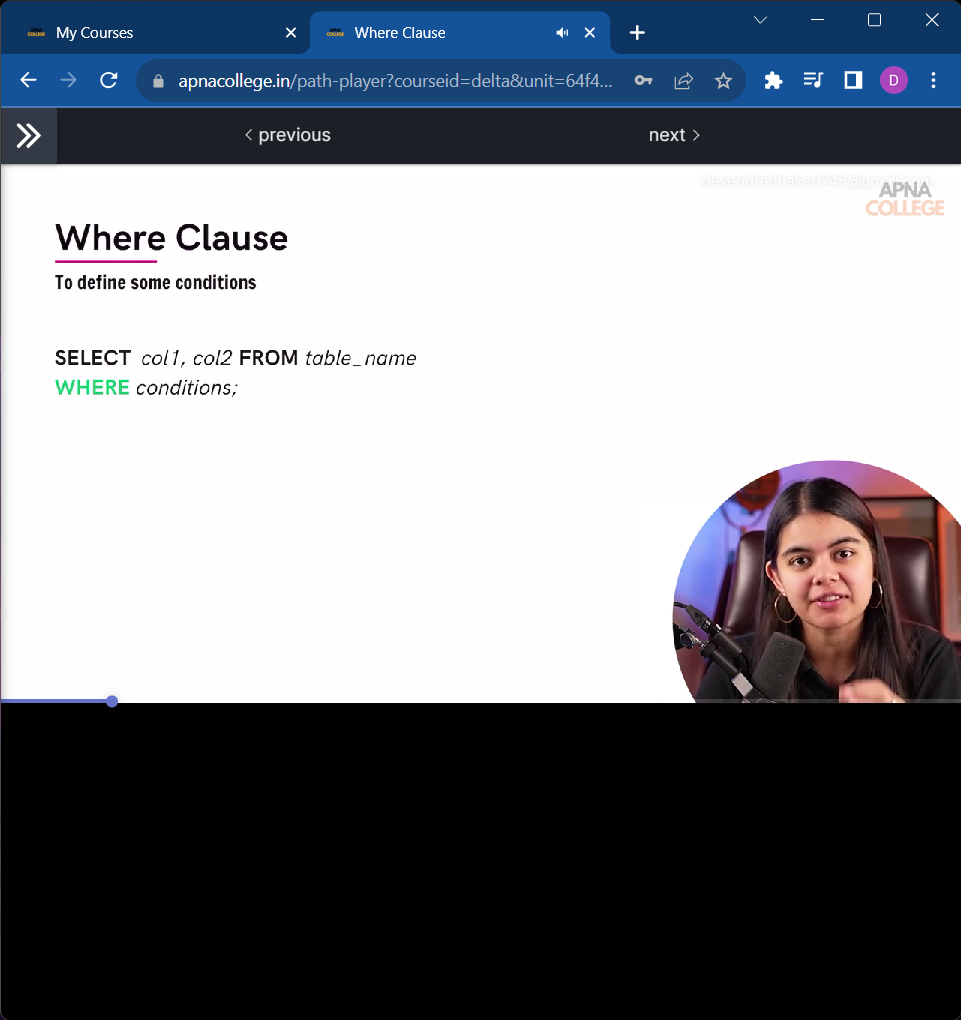 My Courses
Where Clause
apnacollege.in/path-player?courseid=delta&unit=64f4...
D
previous
next
devendradhakad745@gmail.com
APNA
COLLEGE
Where Clause
To define some conditions
SELECT col1, col2 FROM table_name
WHERE conditions;